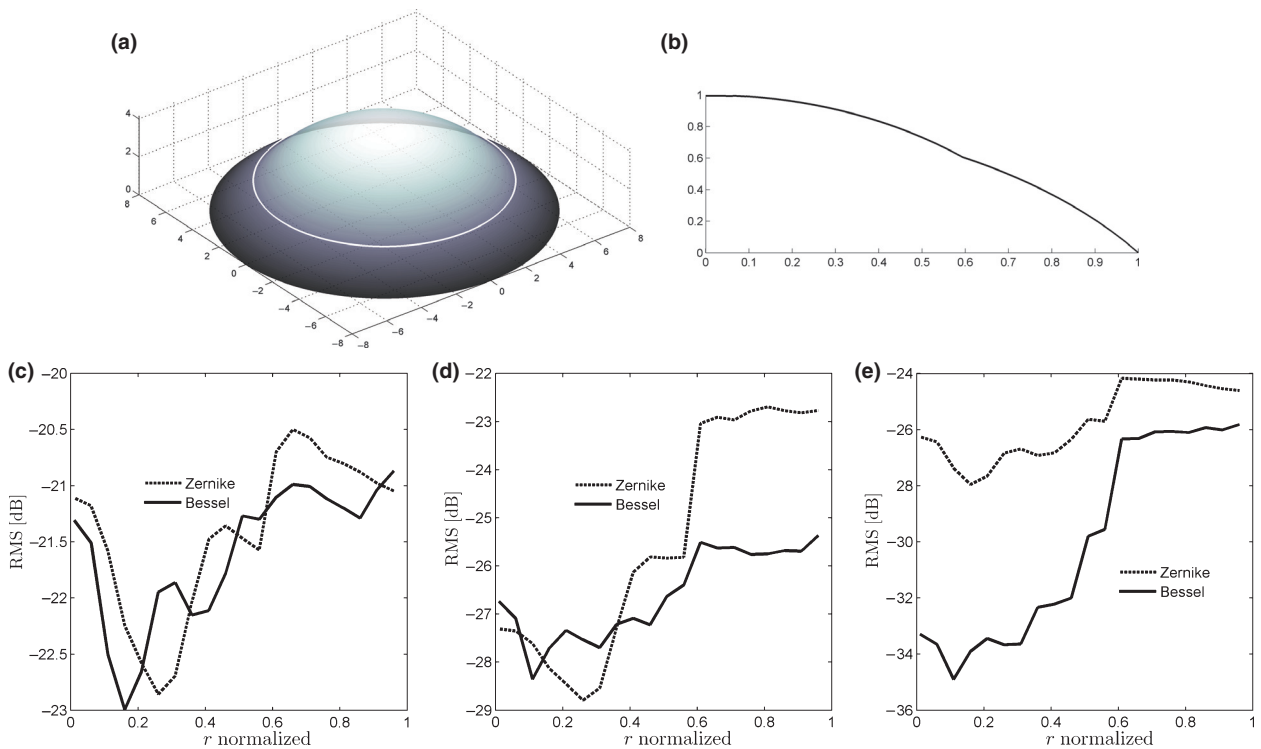 (a)
4
2
0
8
6
4
2
0
−2
−4
−6
−8
−8
−6
−4
−2
0
2
4
6
8
(b)
1
0.8
0.6
0.4
0.2
0
0 0.1 0.2 0.3 0.4 0.5 0.6 0.7 0.8 0.9 1
(c)
RMS [dB]
−20
−20.5
−21
−21.5
−22
−22.5
−23
Zernike
Bessel
0 0.2 0.4 0.6 0.8 1
r normalized
(d)
RMS [dB]
−22
−23
−24
−25
−26
−27
−28
−29
Zernike
Bessel
0 0.2 0.4 0.6 0.8 1
r normalized
(e)
RMS [dB]
−24
−26
−28
−30
−32
−34
−36
Zernike
Bessel
0 0.2 0.4 0.6 0.8 1
r normalized